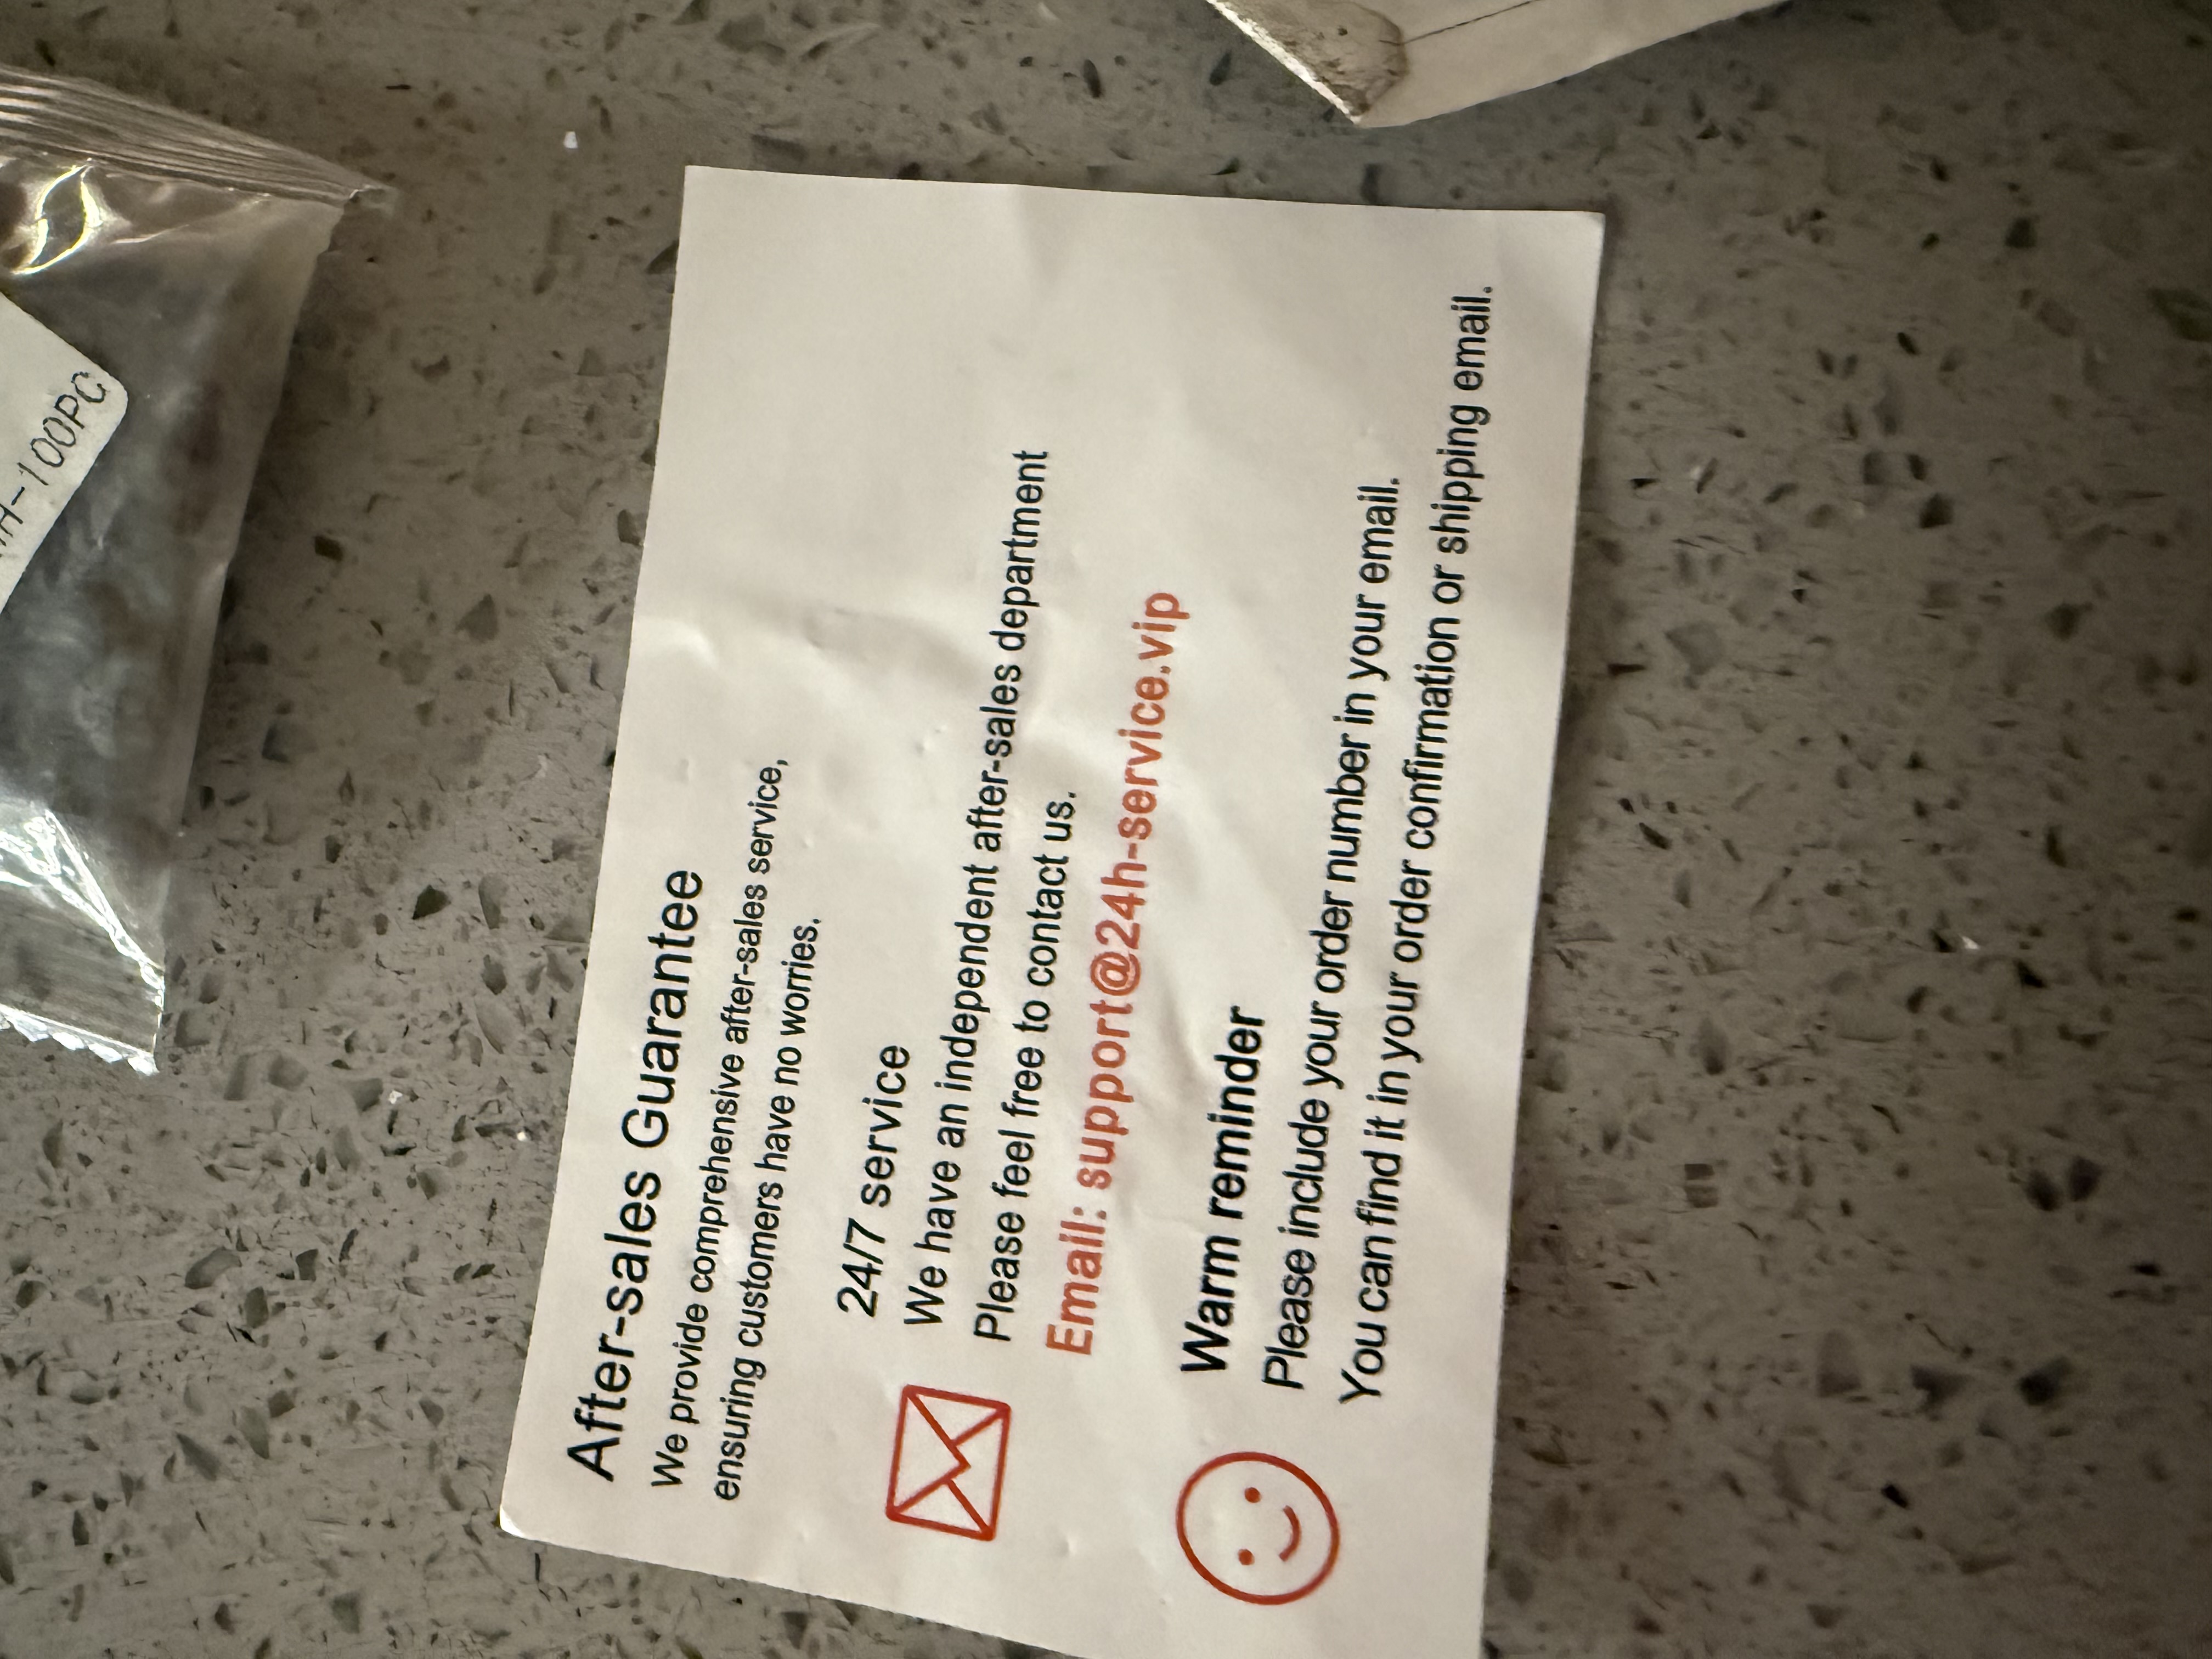 After-sales Guarantee
We provide comprehensive after-sales service,
ensuring customers have no worries.
24/7 service
We have an independent after-sales department
Please feel free to contact us.
Email: support@24h-service.vip
Warm reminder
Please include your order number in your email.
You can find it in your order confirmation or shipping email.
-100PC